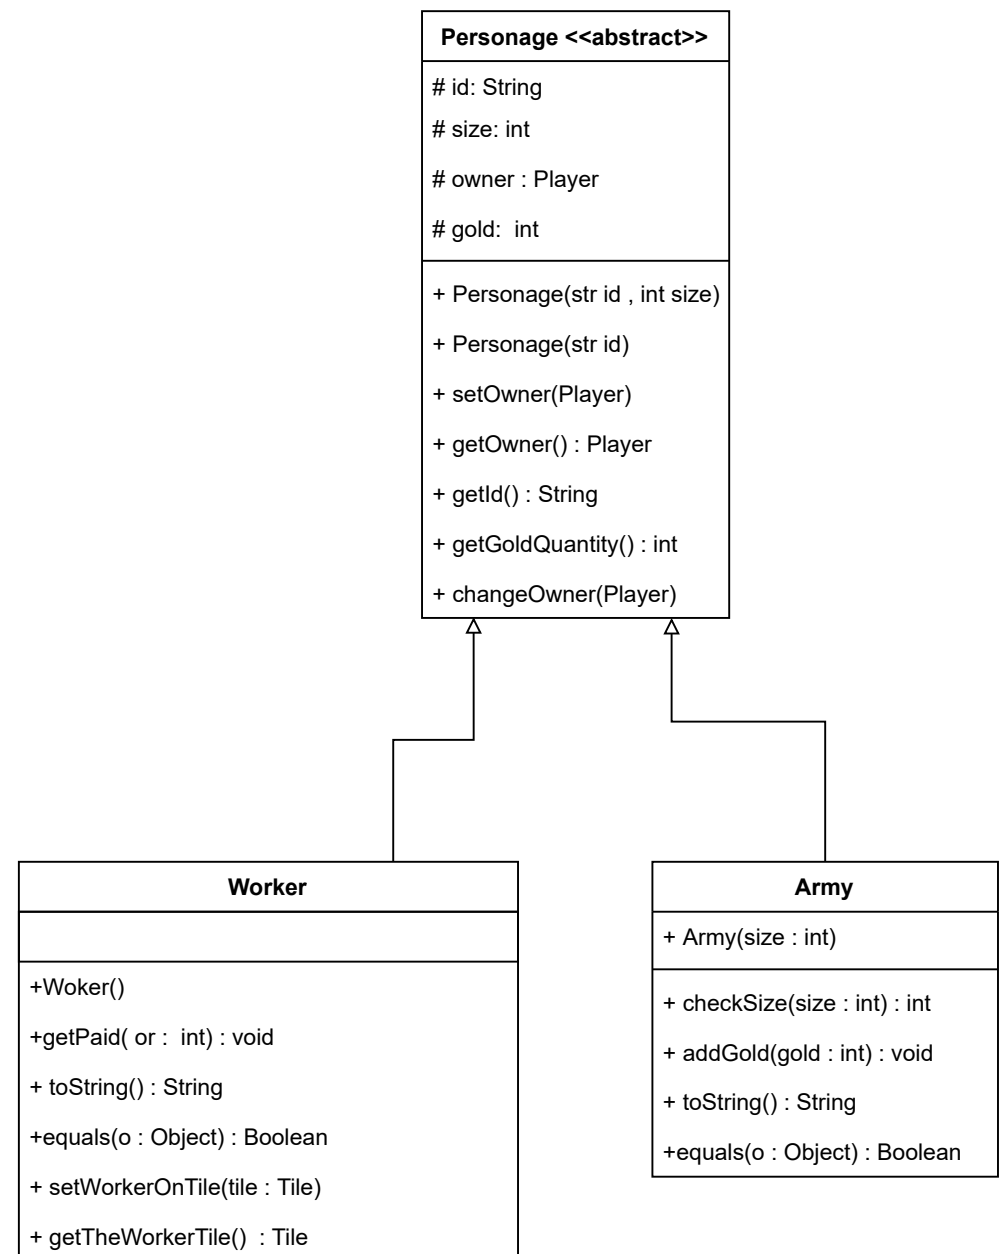 Personage <<abstract>>
# id: String
# size: int
# owner : Player
# gold:  int
+ Personage(str id , int size)
+ Personage(str id)
+ setOwner(Player)
+ getOwner() : Player
+ getId() : String
+ getGoldQuantity() : int
+ changeOwner(Player)
Worker
+Woker()
+getPaid( or :  int) : void
+ toString() : String
+equals(o : Object) : Boolean
+ setWorkerOnTile(tile : Tile)
+ getTheWorkerTile()  : Tile
Army
+ Army(size : int)
+ checkSize(size : int) : int
+ addGold(gold : int) : void
+ toString() : String
+equals(o : Object) : Boolean